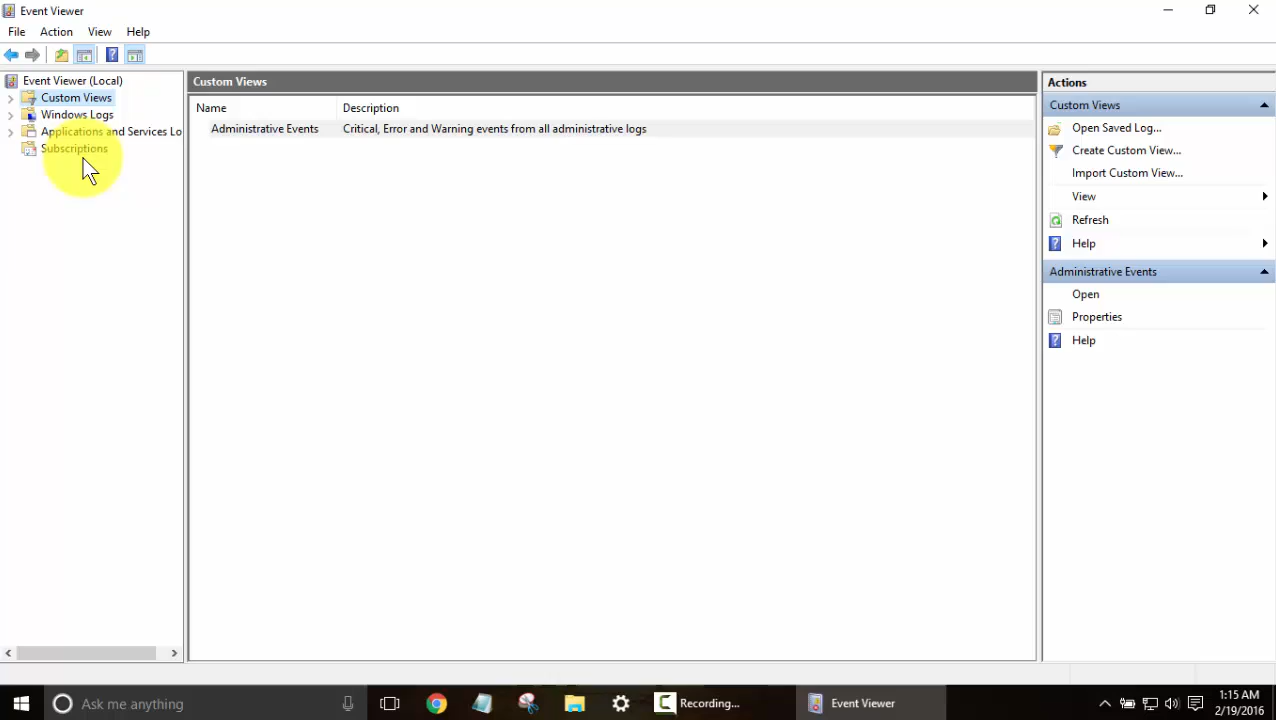 Event Viewer
File Action View Help
Event Viewer (Local)
Custom Views
Windows Logs
Applications and Services Lo
Subscriptions
Custom Views
Name Description
Administrative Events Critical, Error and Warning events from all administrative logs
Actions
Custom Views
Open Saved Log...
Create Custom View...
Import Custom View...
View
Refresh
Help
Administrative Events
Open
Properties
Help
Ask me anything
Recording...
Event Viewer
1:15 AM
2/19/2016